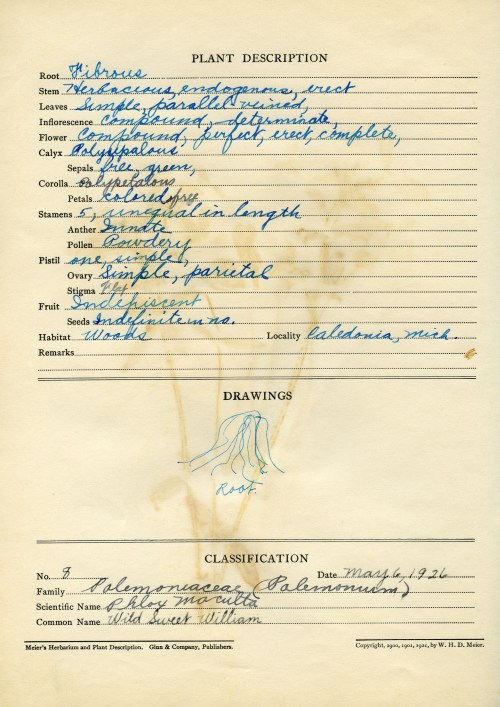 PLANT DESCRIPTION
Root Fibrous
Stem Herbacious, endogenous, erect
Leaves Simple, parallel veined,
Inflorescence Compound, determinate,
Flower Compound, perfect, erect, complete,
Calyx Polysepalous
Sepals free, green,
Corolla Polypetalous
Petals colored, free
Stamens 5, unequal in length
Anther Innate
Pollen Powdery
Pistil one, simple,
Ovary Simple, parietal
Stigma
Fruit Indehiscent
Seeds Indefinite in no.
Habitat Woods Locality Caledonia, Mich.
Remarks
DRAWINGS
Root.
CLASSIFICATION
No. 8 Date May 6, 1926
Family Polemoniaceae (Polemonium)
Scientific Name Phlox maculta
Common Name Wild Sweet William
Meier's Herbarium and Plant Description. Ginn & Company, Publishers.
Copyright, 1900, 1901, 1921, by W. H. D. Meier.